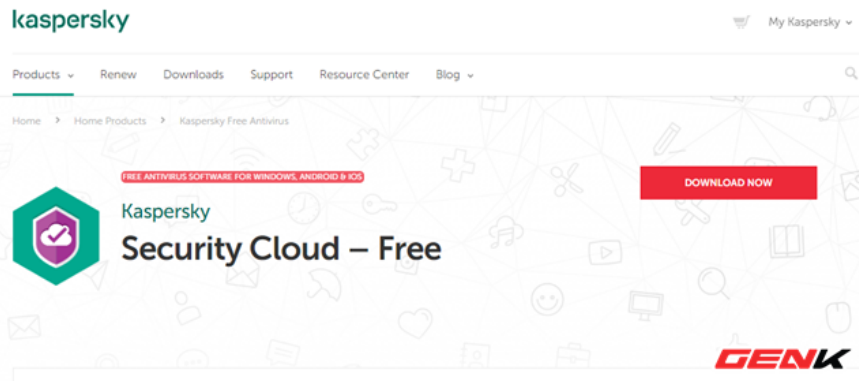 kaspersky
My Kaspersky
Products Renew Downloads Support Resource Center Blog
Home > Home Products > Kaspersky Free Antivirus
FREE ANTIVIRUS SOFTWARE FOR WINDOWS, ANDROID & IOS
DOWNLOAD NOW
Kaspersky
Security Cloud – Free
GENK